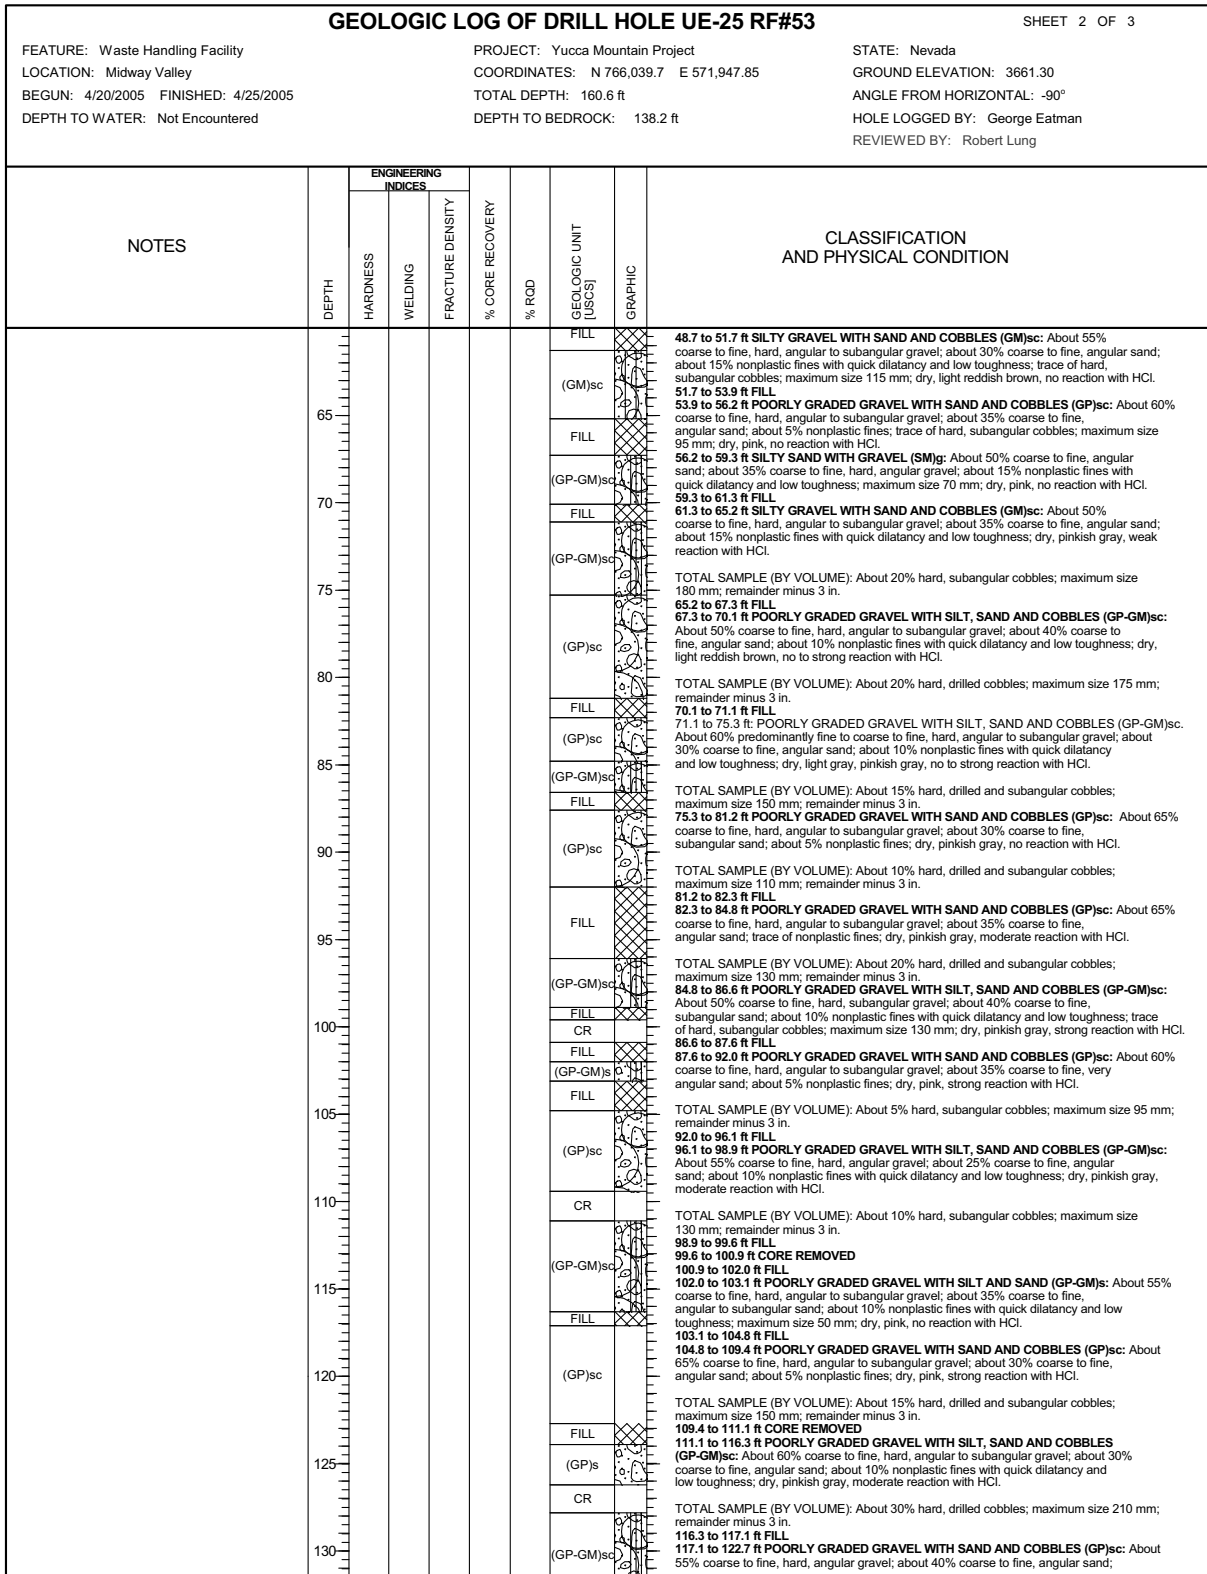 GEOLOGIC LOG OF DRILL HOLE UE-25 RF#53
SHEET 2 OF 3
FEATURE: Waste Handling Facility
PROJECT: Yucca Mountain Project
STATE: Nevada
LOCATION: Midway Valley
COORDINATES: N 766,039.7 E 571,947.85
GROUND ELEVATION: 3661.30
BEGUN: 4/20/2005 FINISHED: 4/25/2005
TOTAL DEPTH: 160.6 ft
ANGLE FROM HORIZONTAL: -90°
DEPTH TO WATER: Not Encountered
DEPTH TO BEDROCK: 138.2 ft
HOLE LOGGED BY: George Eatman
REVIEWED BY: Robert Lung
NOTES
DEPTH
ENGINEERING
INDICES
HARDNESS
WELDING
FRACTURE DENSITY
% CORE RECOVERY
% RQD
GEOLOGIC UNIT
[USCS]
GRAPHIC
CLASSIFICATION
AND PHYSICAL CONDITION
65
70
75
80
85
90
95
100
105
110
115
120
125
130
FILL
(GM)sc
FILL
(GP-GM)sc
FILL
(GP-GM)sc
(GP)sc
FILL
(GP)sc
(GP-GM)sc
FILL
(GP)sc
FILL
(GP-GM)sc
FILL
CR
FILL
(GP-GM)s
FILL
(GP)sc
CR
(GP-GM)sc
FILL
(GP)sc
FILL
(GP)s
CR
(GP-GM)sc
48.7 to 51.7 ft SILTY GRAVEL WITH SAND AND COBBLES (GM)sc: About 55%
coarse to fine, hard, angular to subangular gravel; about 30% coarse to fine, angular sand;
about 15% nonplastic fines with quick dilatancy and low toughness; trace of hard,
subangular cobbles; maximum size 115 mm; dry, light reddish brown, no reaction with HCl.
51.7 to 53.9 ft FILL
53.9 to 56.2 ft POORLY GRADED GRAVEL WITH SAND AND COBBLES (GP)sc: About 60%
coarse to fine, hard, angular to subangular gravel; about 35% coarse to fine,
angular sand; about 5% nonplastic fines; trace of hard, subangular cobbles; maximum size
95 mm; dry, pink, no reaction with HCl.
56.2 to 59.3 ft SILTY SAND WITH GRAVEL (SM)g: About 50% coarse to fine, angular
sand; about 35% coarse to fine, hard, angular gravel; about 15% nonplastic fines with
quick dilatancy and low toughness; maximum size 70 mm; dry, pink, no reaction with HCl.
59.3 to 61.3 ft FILL
61.3 to 65.2 ft SILTY GRAVEL WITH SAND AND COBBLES (GM)sc: About 50%
coarse to fine, hard, angular to subangular gravel; about 35% coarse to fine, angular sand;
about 15% nonplastic fines with quick dilatancy and low toughness; dry, pinkish gray, weak
reaction with HCl.
TOTAL SAMPLE (BY VOLUME): About 20% hard, subangular cobbles; maximum size
180 mm; remainder minus 3 in.
65.2 to 67.3 ft FILL
67.3 to 70.1 ft POORLY GRADED GRAVEL WITH SILT, SAND AND COBBLES (GP-GM)sc:
About 50% coarse to fine, hard, angular to subangular gravel; about 40% coarse to
fine, angular sand; about 10% nonplastic fines with quick dilatancy and low toughness; dry,
light reddish brown, no to strong reaction with HCl.
TOTAL SAMPLE (BY VOLUME): About 20% hard, drilled cobbles; maximum size 175 mm;
remainder minus 3 in.
70.1 to 71.1 ft FILL
71.1 to 75.3 ft: POORLY GRADED GRAVEL WITH SILT, SAND AND COBBLES (GP-GM)sc.
About 60% predominantly fine to coarse to fine, hard, angular to subangular gravel; about
30% coarse to fine, angular sand; about 10% nonplastic fines with quick dilatancy
and low toughness; dry, light gray, pinkish gray, no to strong reaction with HCl.
TOTAL SAMPLE (BY VOLUME): About 15% hard, drilled and subangular cobbles;
maximum size 150 mm; remainder minus 3 in.
75.3 to 81.2 ft POORLY GRADED GRAVEL WITH SAND AND COBBLES (GP)sc: About 65%
coarse to fine, hard, angular to subangular gravel; about 30% coarse to fine,
subangular sand; about 5% nonplastic fines; dry, pinkish gray, no reaction with HCl.
TOTAL SAMPLE (BY VOLUME): About 10% hard, drilled and subangular cobbles;
maximum size 110 mm; remainder minus 3 in.
81.2 to 82.3 ft FILL
82.3 to 84.8 ft POORLY GRADED GRAVEL WITH SAND AND COBBLES (GP)sc: About 65%
coarse to fine, hard, angular to subangular gravel; about 35% coarse to fine,
angular sand; trace of nonplastic fines; dry, pinkish gray, moderate reaction with HCl.
TOTAL SAMPLE (BY VOLUME): About 20% hard, drilled and subangular cobbles;
maximum size 130 mm; remainder minus 3 in.
84.8 to 86.6 ft POORLY GRADED GRAVEL WITH SILT, SAND AND COBBLES (GP-GM)sc:
About 50% coarse to fine, hard, subangular gravel; about 40% coarse to fine,
subangular sand; about 10% nonplastic fines with quick dilatancy and low toughness; trace
of hard, subangular cobbles; maximum size 130 mm; dry, pinkish gray, strong reaction with HCl.
86.6 to 87.6 ft FILL
87.6 to 92.0 ft POORLY GRADED GRAVEL WITH SAND AND COBBLES (GP)sc: About 60%
coarse to fine, hard, angular to subangular gravel; about 35% coarse to fine, very
angular sand; about 5% nonplastic fines; dry, pink, strong reaction with HCl.
TOTAL SAMPLE (BY VOLUME): About 5% hard, subangular cobbles; maximum size 95 mm;
remainder minus 3 in.
92.0 to 96.1 ft FILL
96.1 to 98.9 ft POORLY GRADED GRAVEL WITH SILT, SAND AND COBBLES (GP-GM)sc:
About 55% coarse to fine, hard, angular gravel; about 25% coarse to fine, angular
sand; about 10% nonplastic fines with quick dilatancy and low toughness; dry, pinkish gray,
moderate reaction with HCl.
TOTAL SAMPLE (BY VOLUME): About 10% hard, subangular cobbles; maximum size
130 mm; remainder minus 3 in.
98.9 to 99.6 ft FILL
99.6 to 100.9 ft CORE REMOVED
100.9 to 102.0 ft FILL
102.0 to 103.1 ft POORLY GRADED GRAVEL WITH SILT AND SAND (GP-GM)s: About 55%
coarse to fine, hard, angular to subangular gravel; about 35% coarse to fine,
angular to subangular sand; about 10% nonplastic fines with quick dilatancy and low
toughness; maximum size 50 mm; dry, pink, no reaction with HCl.
103.1 to 104.8 ft FILL
104.8 to 109.4 ft POORLY GRADED GRAVEL WITH SAND AND COBBLES (GP)sc: About
65% coarse to fine, hard, angular to subangular gravel; about 30% coarse to fine,
angular sand; about 5% nonplastic fines; dry, pink, strong reaction with HCl.
TOTAL SAMPLE (BY VOLUME): About 15% hard, drilled and subangular cobbles;
maximum size 150 mm; remainder minus 3 in.
109.4 to 111.1 ft CORE REMOVED
111.1 to 116.3 ft POORLY GRADED GRAVEL WITH SILT, SAND AND COBBLES
(GP-GM)sc: About 60% coarse to fine, hard, angular to subangular gravel; about 30%
coarse to fine, angular sand; about 10% nonplastic fines with quick dilatancy and
low toughness; dry, pinkish gray, moderate reaction with HCl.
TOTAL SAMPLE (BY VOLUME): About 30% hard, drilled cobbles; maximum size 210 mm;
remainder minus 3 in.
116.3 to 117.1 ft FILL
117.1 to 122.7 ft POORLY GRADED GRAVEL WITH SAND AND COBBLES (GP)sc: About
55% coarse to fine, hard, angular gravel; about 40% coarse to fine, angular sand;